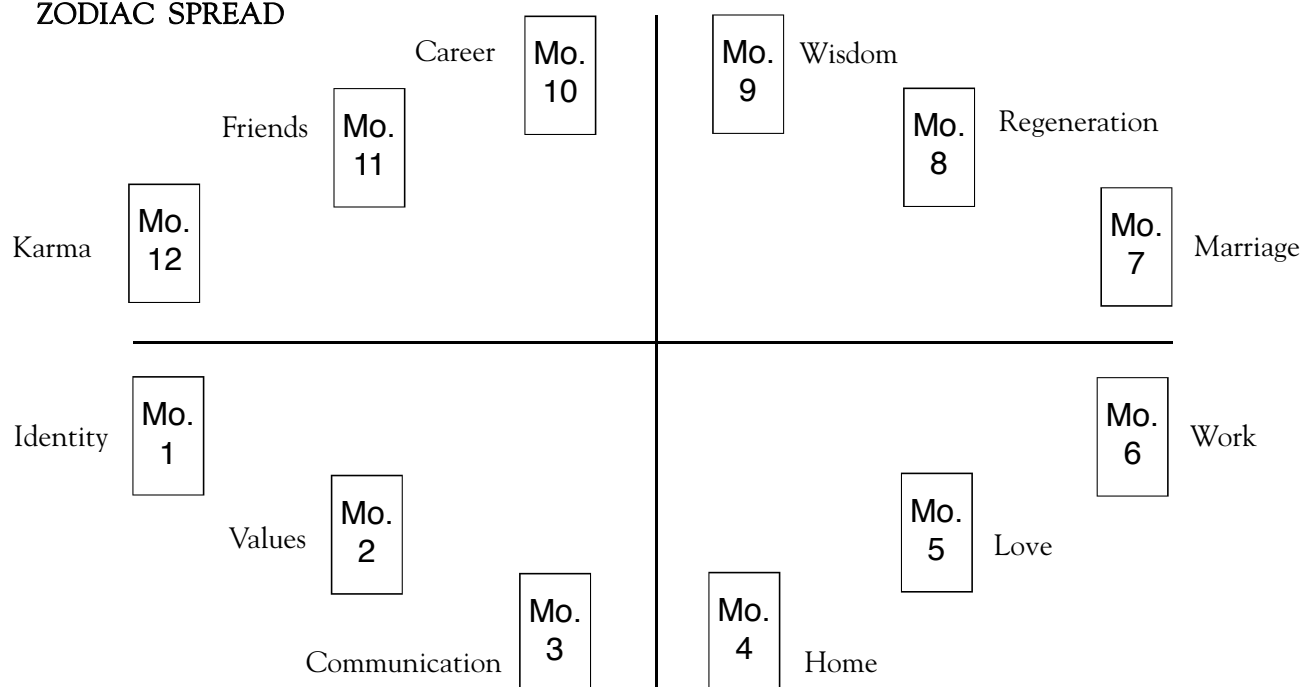 ZODIAC SPREAD
Career
Mo.
10
Mo.
9
Wisdom
Friends
Mo.
11
Mo.
8
Regeneration
Karma
Mo.
12
Mo.
7
Marriage
Identity
Mo.
1
Mo.
6
Work
Values
Mo.
2
Mo.
5
Love
Communication
Mo.
3
Mo.
4
Home